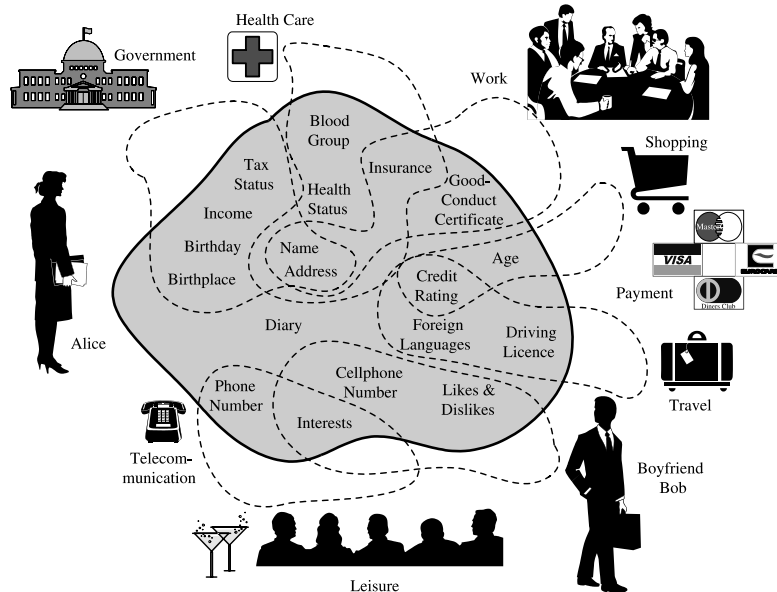 Health Care
Government
Work
Shopping
Blood
Group
Insurance
Tax
Status
Good-
Conduct
Certificate
Health
Status
Income
Birthday
Name
Address
Birthplace
Age
Credit
Rating
VISA
Diners Club
Payment
Diary
Foreign
Languages
Driving
Licence
Alice
Phone
Number
Cellphone
Number
Likes &
Dislikes
Interests
Travel
Telecom-
munication
Boyfriend
Bob
Leisure